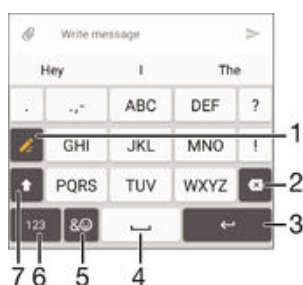 Write message
Hey I The
. .,- ABC DEF ?
GHI JKL MNO ! 1
PQRS TUV WXYZ 2
123 &☺ 3
7 6 5 4